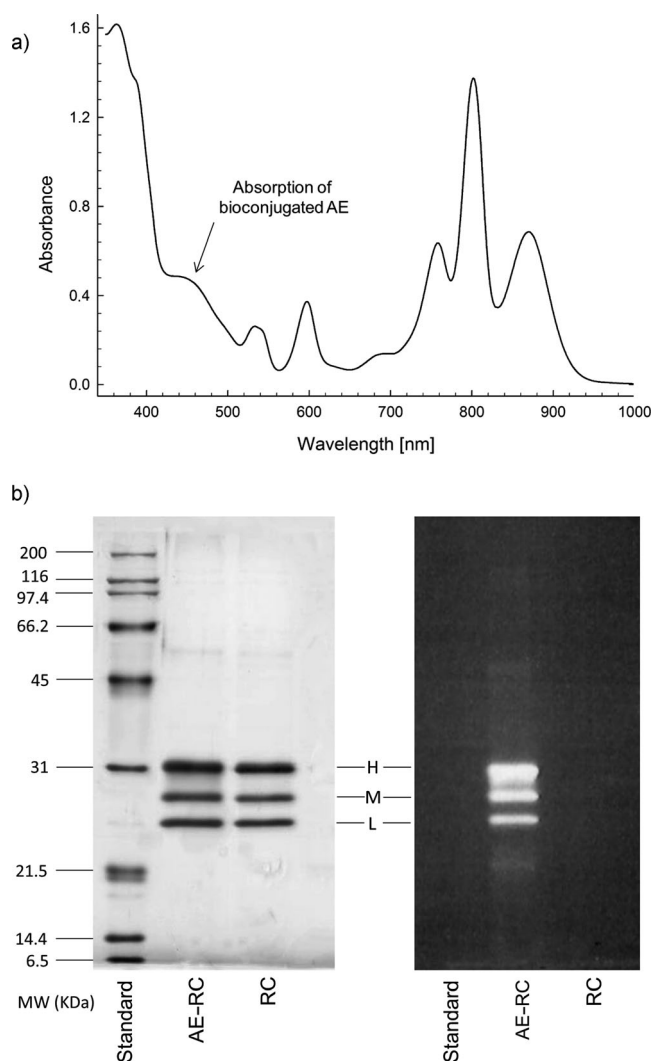 a)
1.6
1.2
0.8
0.4
0.0
Absorbance
Absorption of
bioconjugated AE
400 500 600 700 800 900 1000
Wavelength [nm]
b)
200
116
97.4
66.2
45
31
21.5
14.4
6.5
H
M
L
MW (KDa)
Standard
AE-RC
RC
Standard
AE-RC
RC